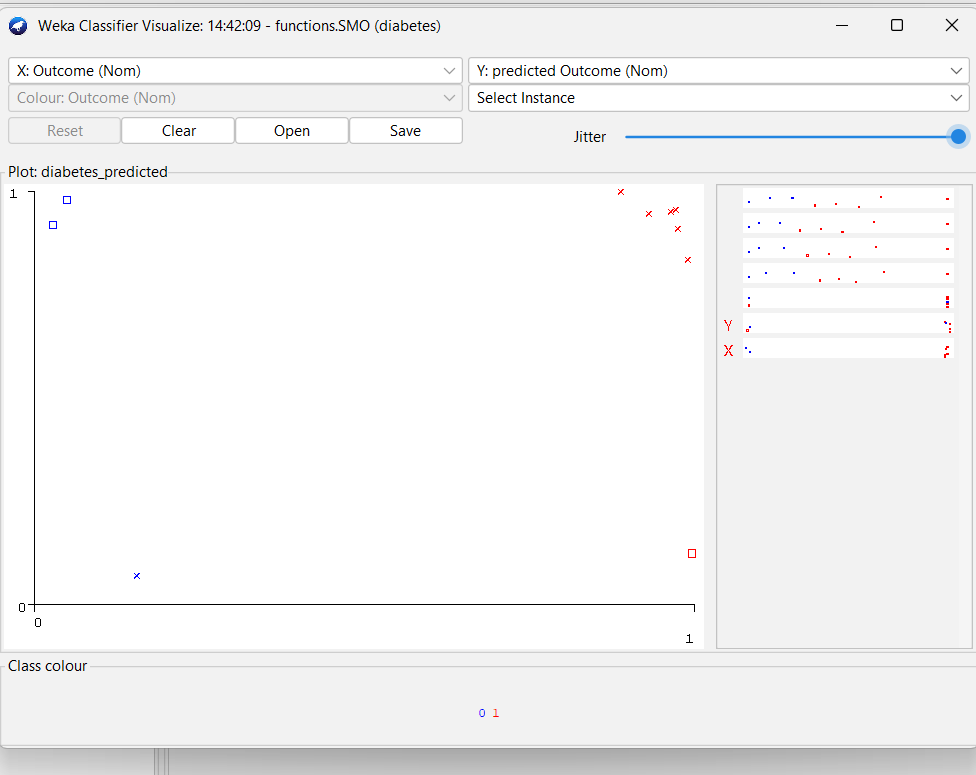 Weka Classifier Visualize: 14:42:09 - functions.SMO (diabetes)
X: Outcome (Nom) Y: predicted Outcome (Nom)
Colour: Outcome (Nom) Select Instance
Reset Clear Open Save Jitter
Plot: diabetes_predicted
1
Y
X
0
0
1
Class colour
0 1